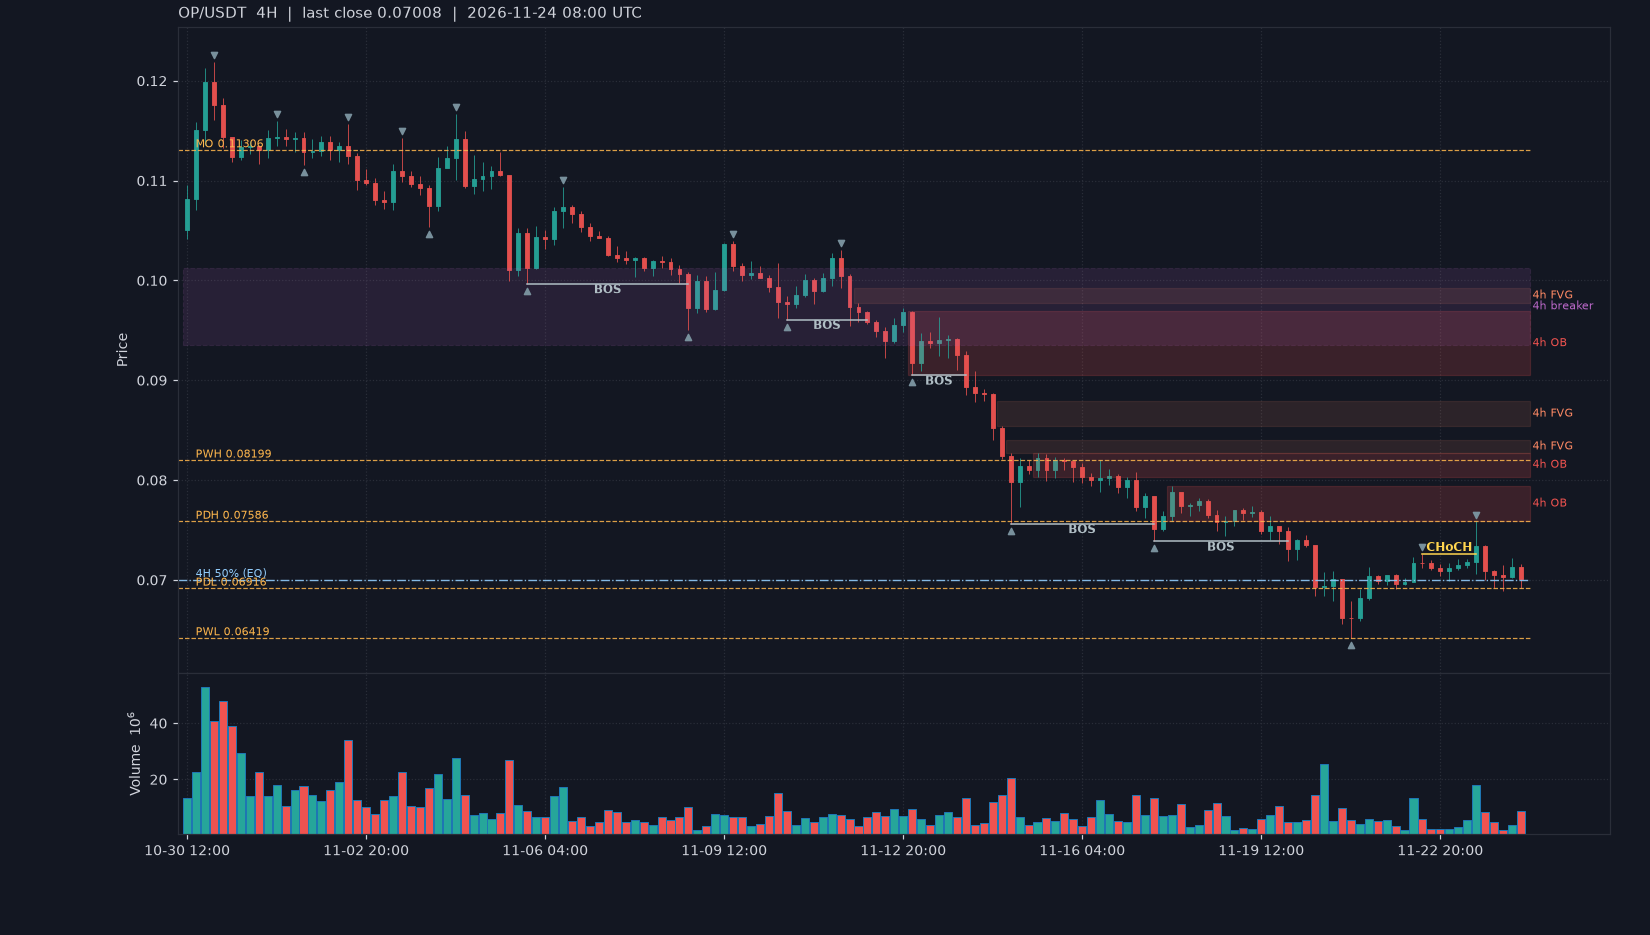 OP/USDT 4H | last close 0.07008 | 2026-11-24 08:00 UTC
0.12
MO 0.11306
0.11
0.10
4h FVG
BOS
4h breaker
BOS
4h OB
Price
0.09
BOS
4h FVG
4h FVG
PWH 0.08199
4h OB
0.08
4h OB
PDH 0.07586
BOS
BOS
CHoCH
4H 50% (EQ)
0.07
PDL 0.06916
PWL 0.06419
Volume 10⁶
40
20
10-30 12:00
11-02 20:00
11-06 04:00
11-09 12:00
11-12 20:00
11-16 04:00
11-19 12:00
11-22 20:00